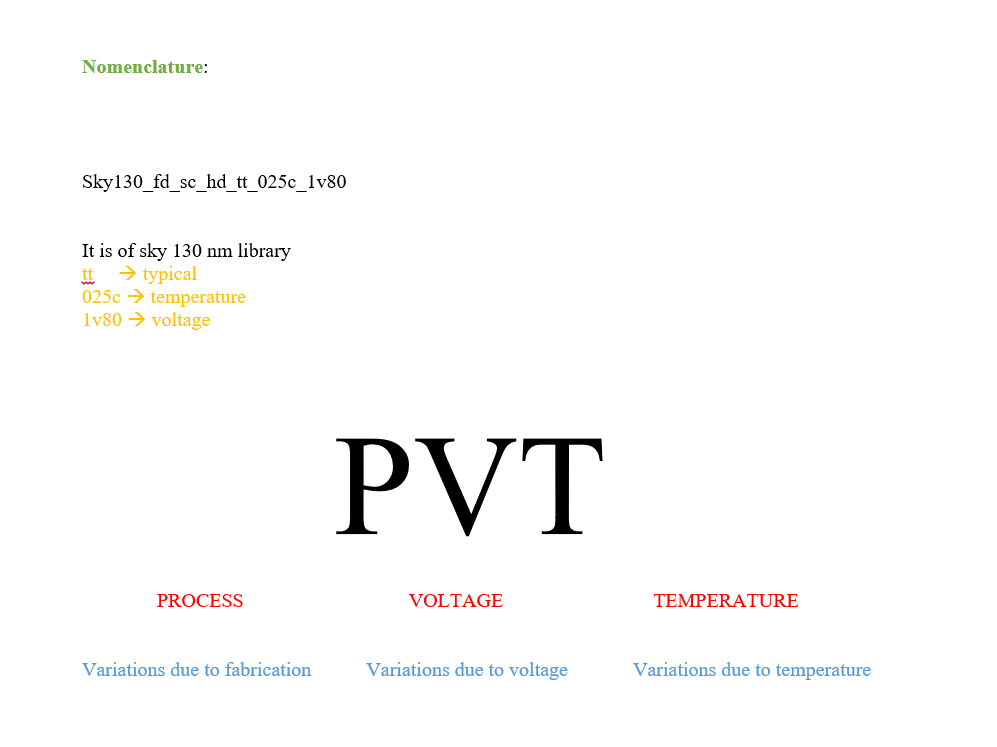 Nomenclature:
Sky130_fd_sc_hd_tt_025c_1v80
It is of sky 130 nm library
tt → typical
025c → temperature
1v80 → voltage
PVT
PROCESS VOLTAGE TEMPERATURE
Variations due to fabrication Variations due to voltage Variations due to temperature